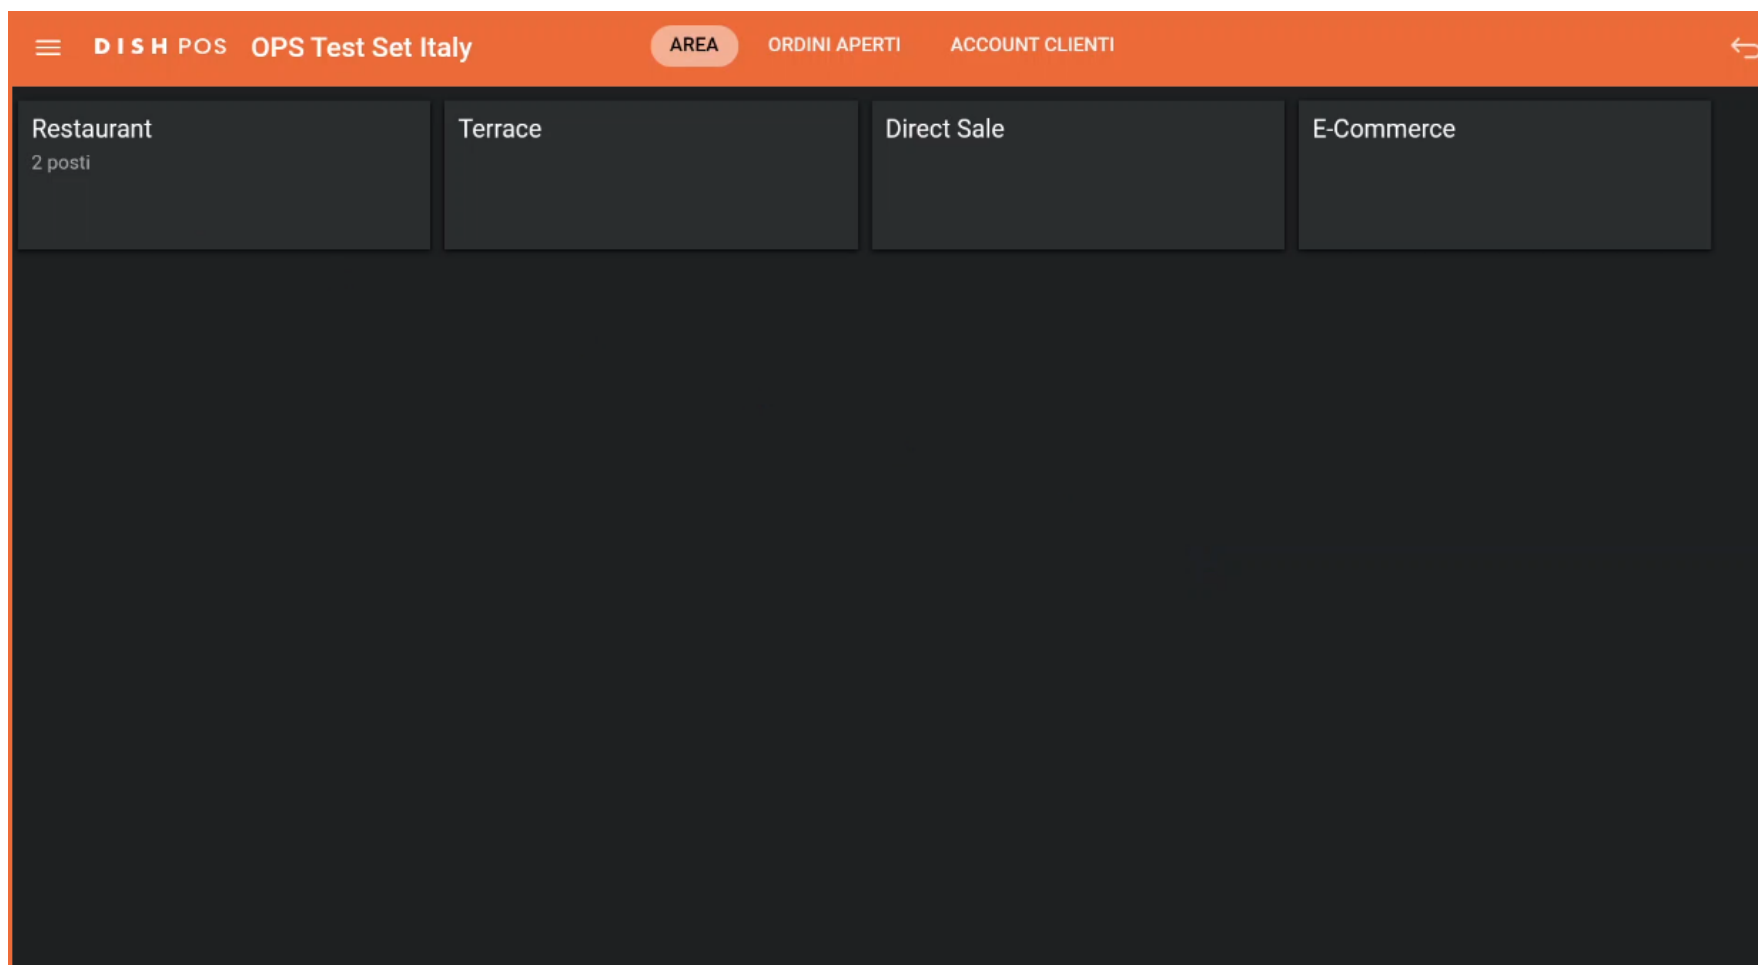 DISH POS OPS Test Set Italy AREA ORDINI APERTI ACCOUNT CLIENTI
Restaurant
2 posti
Terrace
Direct Sale
E-Commerce